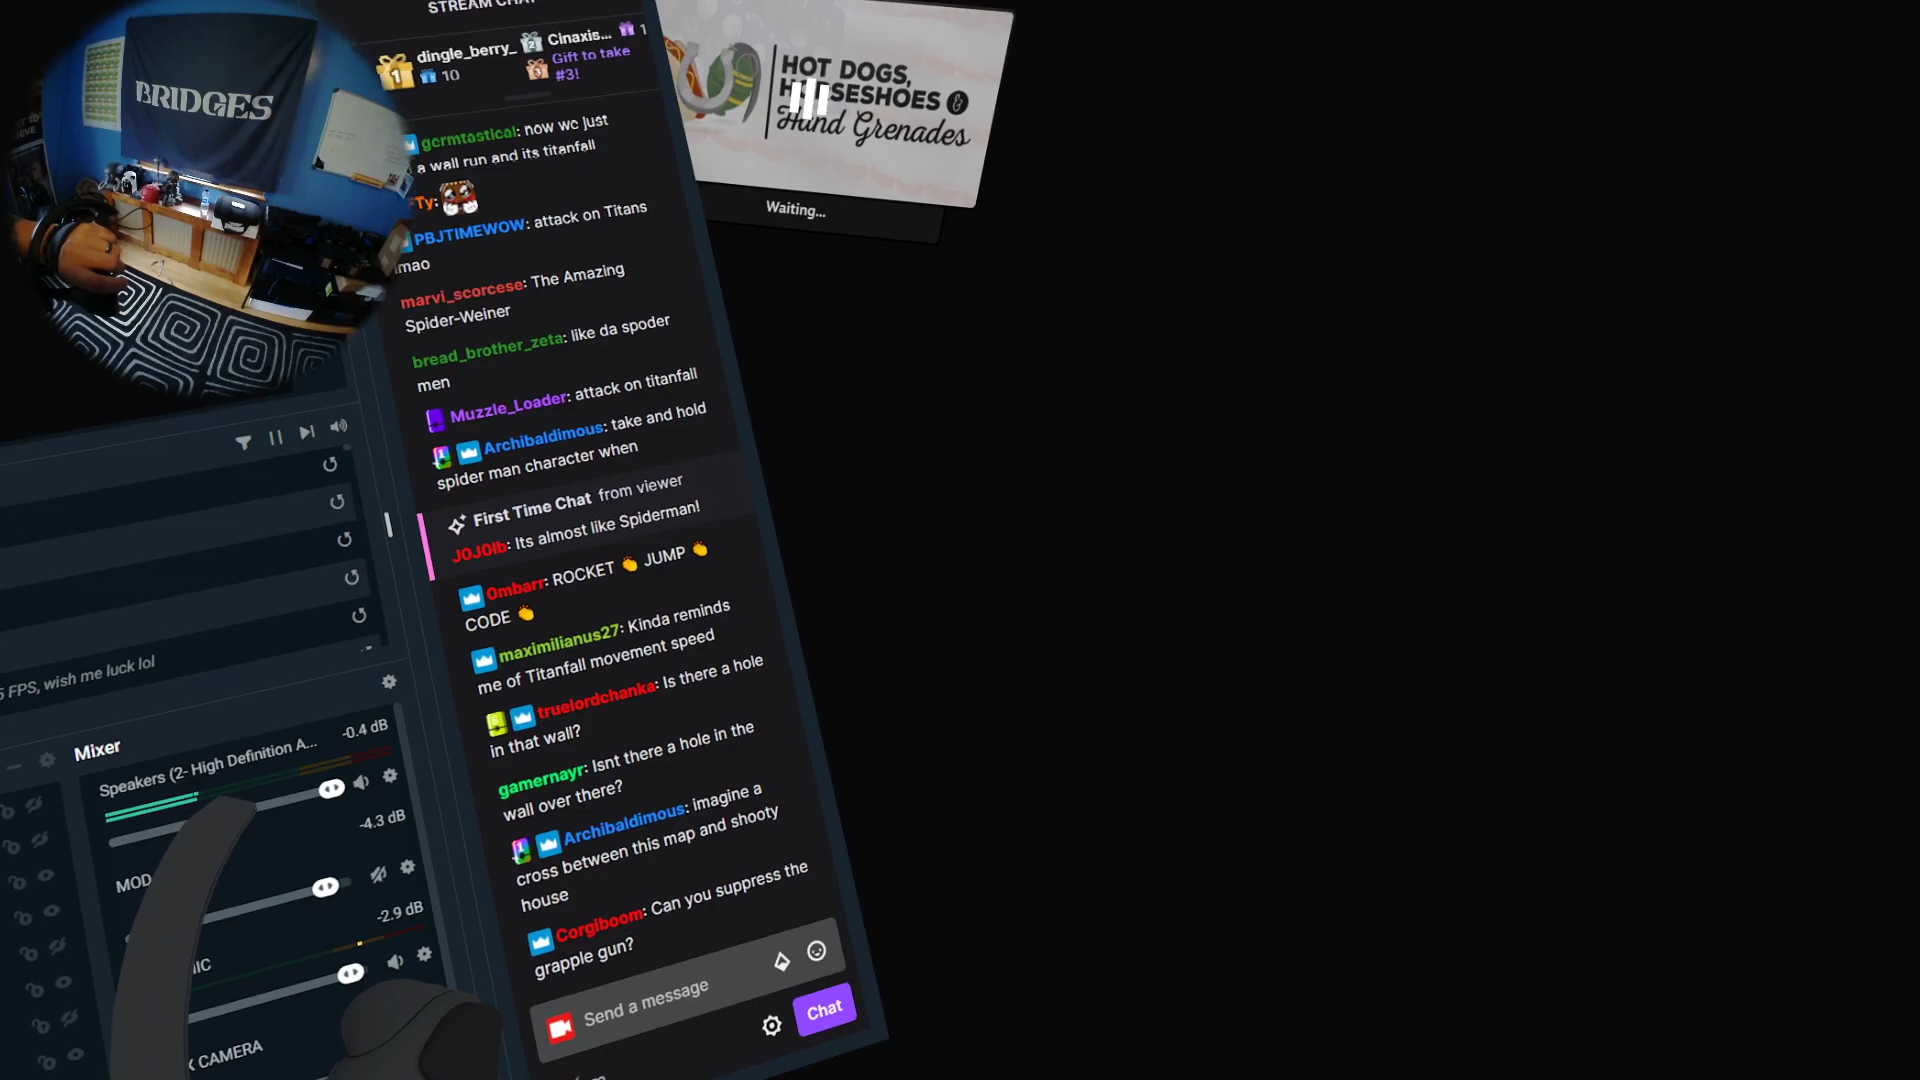 BRIDGES
STREAM CHAT
dingle_berry_
10
Cinaxis...
1
Gift to take
#3!
HOT DOGS,
HORSESHOES &
Hand Grenades
Waiting...
germtastical: now we just
a wall run and its titanfall
Ty:
PBJTIMEWOW: attack on Titans
lmao
marvi_scorcese: The Amazing
Spider-Weiner
bread_brother_zeta: like da spoder
men
Muzzle_Loader: attack on titanfall
Archibaldimous: take and hold
spider man character when
First Time Chat from viewer
J0J0lb: Its almost like Spiderman!
0mbarr: ROCKET 👏 JUMP 👏
CODE 👏
maximilianus27: Kinda reminds
me of Titanfall movement speed
truelordchanka: Is there a hole
in that wall?
gamernayr: Isnt there a hole in the
wall over there?
Archibaldimous: imagine a
cross between this map and shooty
house
Corgiboom: Can you suppress the
grapple gun?
Send a message
Chat
5 FPS, wish me luck lol
Mixer
Speakers (2- High Definition A...
-0.4 dB
-4.3 dB
MOD
-2.9 dB
IC
X CAMERA